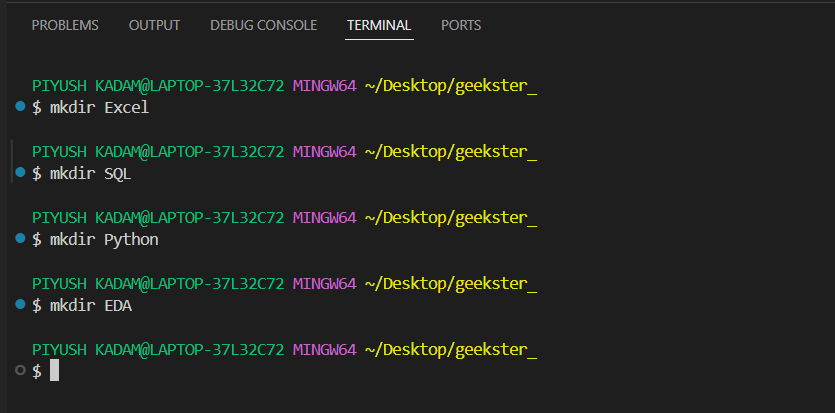 PROBLEMS OUTPUT DEBUG CONSOLE TERMINAL PORTS
PIYUSH KADAM@LAPTOP-37L32C72 MINGW64 ~/Desktop/geekster_
$ mkdir Excel
PIYUSH KADAM@LAPTOP-37L32C72 MINGW64 ~/Desktop/geekster_
$ mkdir SQL
PIYUSH KADAM@LAPTOP-37L32C72 MINGW64 ~/Desktop/geekster_
$ mkdir Python
PIYUSH KADAM@LAPTOP-37L32C72 MINGW64 ~/Desktop/geekster_
$ mkdir EDA
PIYUSH KADAM@LAPTOP-37L32C72 MINGW64 ~/Desktop/geekster_
$